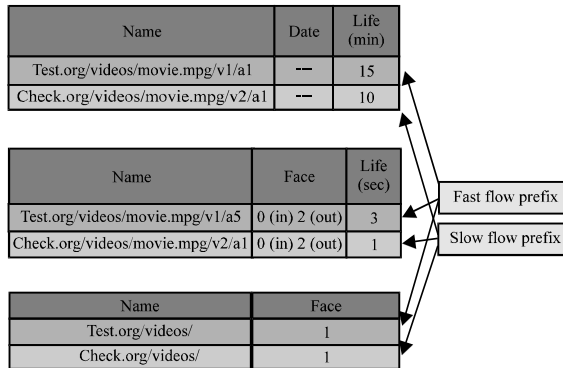 Name Date Life (min)
Test.org/videos/movie.mpg/v1/a1 --- 15
Check.org/videos/movie.mpg/v2/a1 --- 10
Name Face Life (sec)
Test.org/videos/movie.mpg/v1/a5 0 (in) 2 (out) 3
Check.org/videos/movie.mpg/v2/a1 0 (in) 2 (out) 1
Fast flow prefix
Slow flow prefix
Name Face
Test.org/videos/ 1
Check.org/videos/ 1